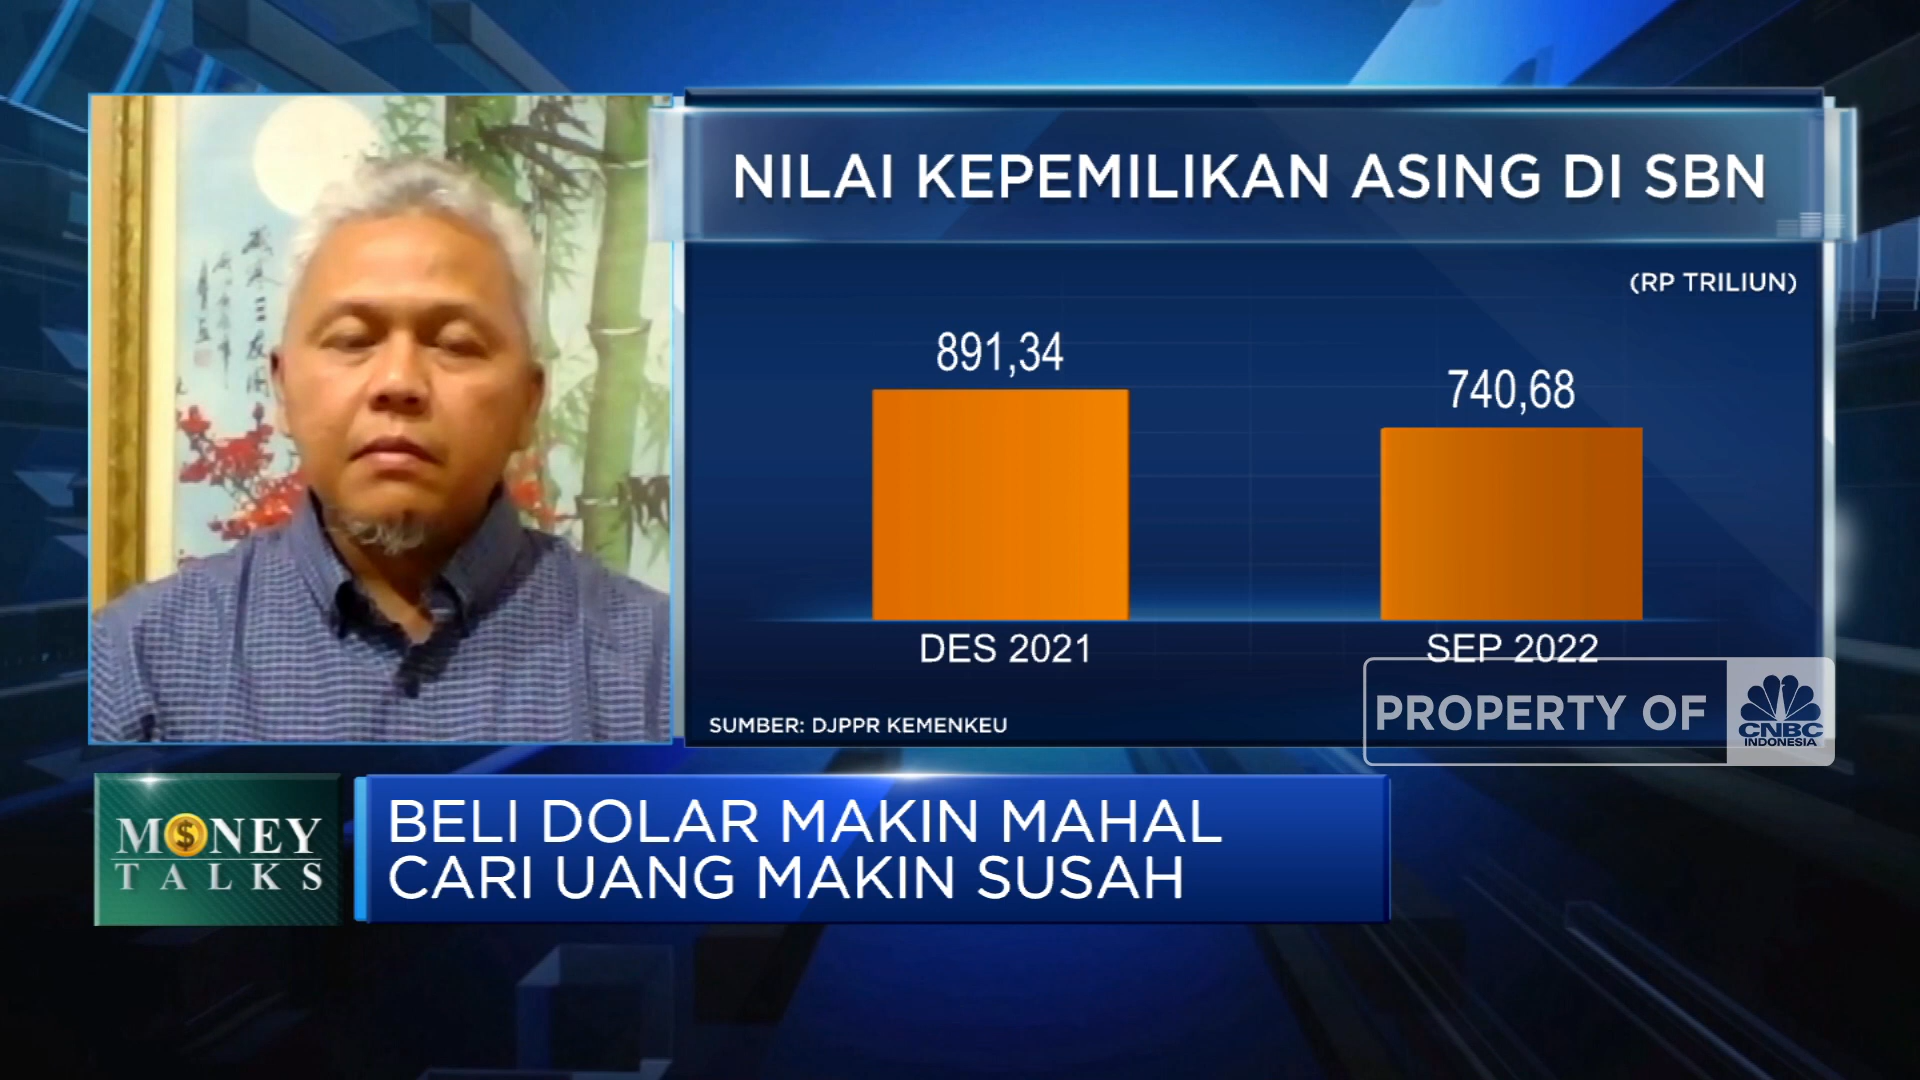 NILAI KEPEMILIKAN ASING DI SBN
(RP TRILIUN)
891,34
740,68
DES 2021
SEP 2022
SUMBER: DJPPR KEMENKEU
PROPERTY OF
CNBC
INDONESIA
MONEY
TALKS
BELI DOLAR MAKIN MAHAL
CARI UANG MAKIN SUSAH